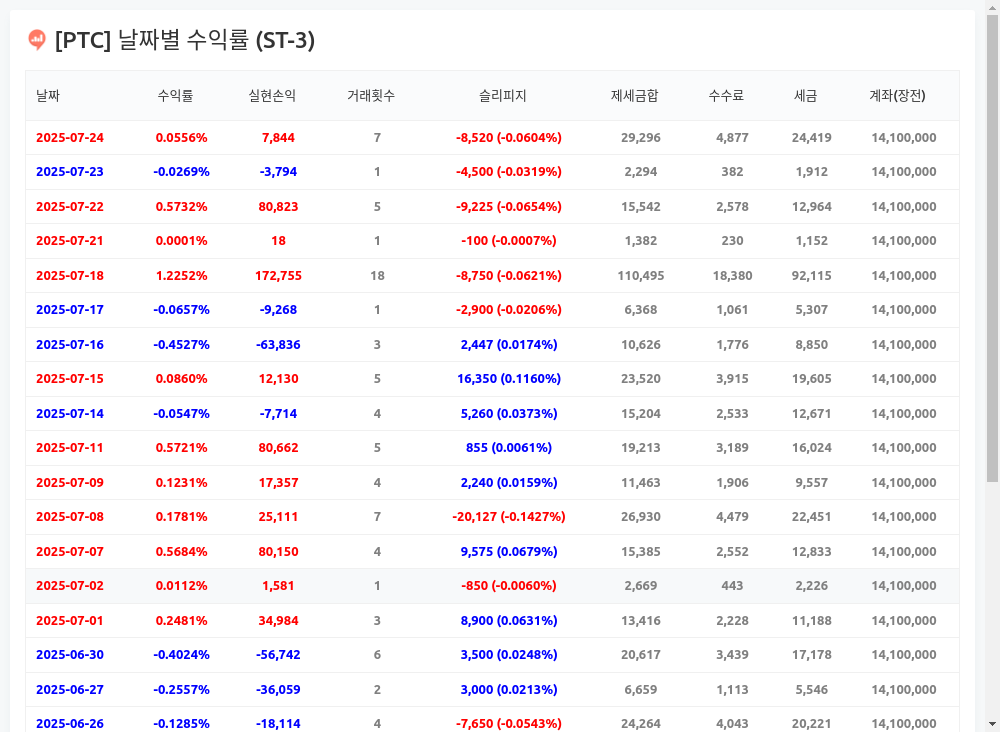 [PTC] 날짜별 수익률 (ST-3)
날짜 수익률 실현손익 거래횟수 슬리피지 제세금합 수수료 세금 계좌(장전)
2025-07-24 0.0556% 7,844 7 -8,520 (-0.0604%) 29,296 4,877 24,419 14,100,000
2025-07-23 -0.0269% -3,794 1 -4,500 (-0.0319%) 2,294 382 1,912 14,100,000
2025-07-22 0.5732% 80,823 5 -9,225 (-0.0654%) 15,542 2,578 12,964 14,100,000
2025-07-21 0.0001% 18 1 -100 (-0.0007%) 1,382 230 1,152 14,100,000
2025-07-18 1.2252% 172,755 18 -8,750 (-0.0621%) 110,495 18,380 92,115 14,100,000
2025-07-17 -0.0657% -9,268 1 -2,900 (-0.0206%) 6,368 1,061 5,307 14,100,000
2025-07-16 -0.4527% -63,836 3 2,447 (0.0174%) 10,626 1,776 8,850 14,100,000
2025-07-15 0.0860% 12,130 5 16,350 (0.1160%) 23,520 3,915 19,605 14,100,000
2025-07-14 -0.0547% -7,714 4 5,260 (0.0373%) 15,204 2,533 12,671 14,100,000
2025-07-11 0.5721% 80,662 5 855 (0.0061%) 19,213 3,189 16,024 14,100,000
2025-07-09 0.1231% 17,357 4 2,240 (0.0159%) 11,463 1,906 9,557 14,100,000
2025-07-08 0.1781% 25,111 7 -20,127 (-0.1427%) 26,930 4,479 22,451 14,100,000
2025-07-07 0.5684% 80,150 4 9,575 (0.0679%) 15,385 2,552 12,833 14,100,000
2025-07-02 0.0112% 1,581 1 -850 (-0.0060%) 2,669 443 2,226 14,100,000
2025-07-01 0.2481% 34,984 3 8,900 (0.0631%) 13,416 2,228 11,188 14,100,000
2025-06-30 -0.4024% -56,742 6 3,500 (0.0248%) 20,617 3,439 17,178 14,100,000
2025-06-27 -0.2557% -36,059 2 3,000 (0.0213%) 6,659 1,113 5,546 14,100,000
2025-06-26 -0.1285% -18,114 4 -7,650 (-0.0543%) 24,264 4,043 20,221 14,100,000